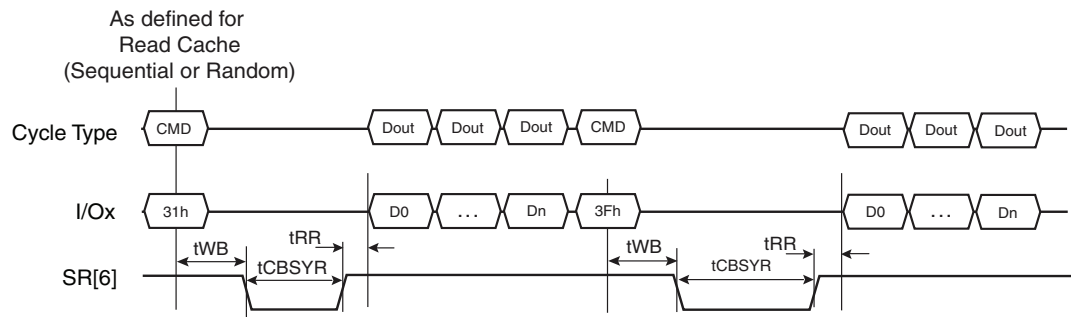 As defined for
Read Cache
(Sequential or Random)
Cycle Type
CMD Dout Dout Dout CMD Dout Dout Dout
I/Ox
31h D0 ... Dn 3Fh D0 ... Dn
tWB tRR tWB tRR
SR[6]
tCBSYR tCBSYR